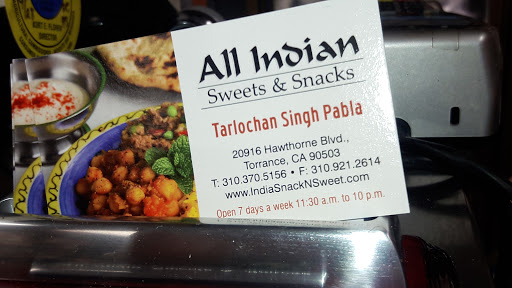 All Indian
Sweets & Snacks
Tarlochan Singh Pabla
20916 Hawthorne Blvd.,
Torrance, CA 90503
T: 310.370.5156 • F: 310.921.2614
www.IndiaSnackNSweet.com
Open 7 days a week 11:30 a.m. to 10 p.m.